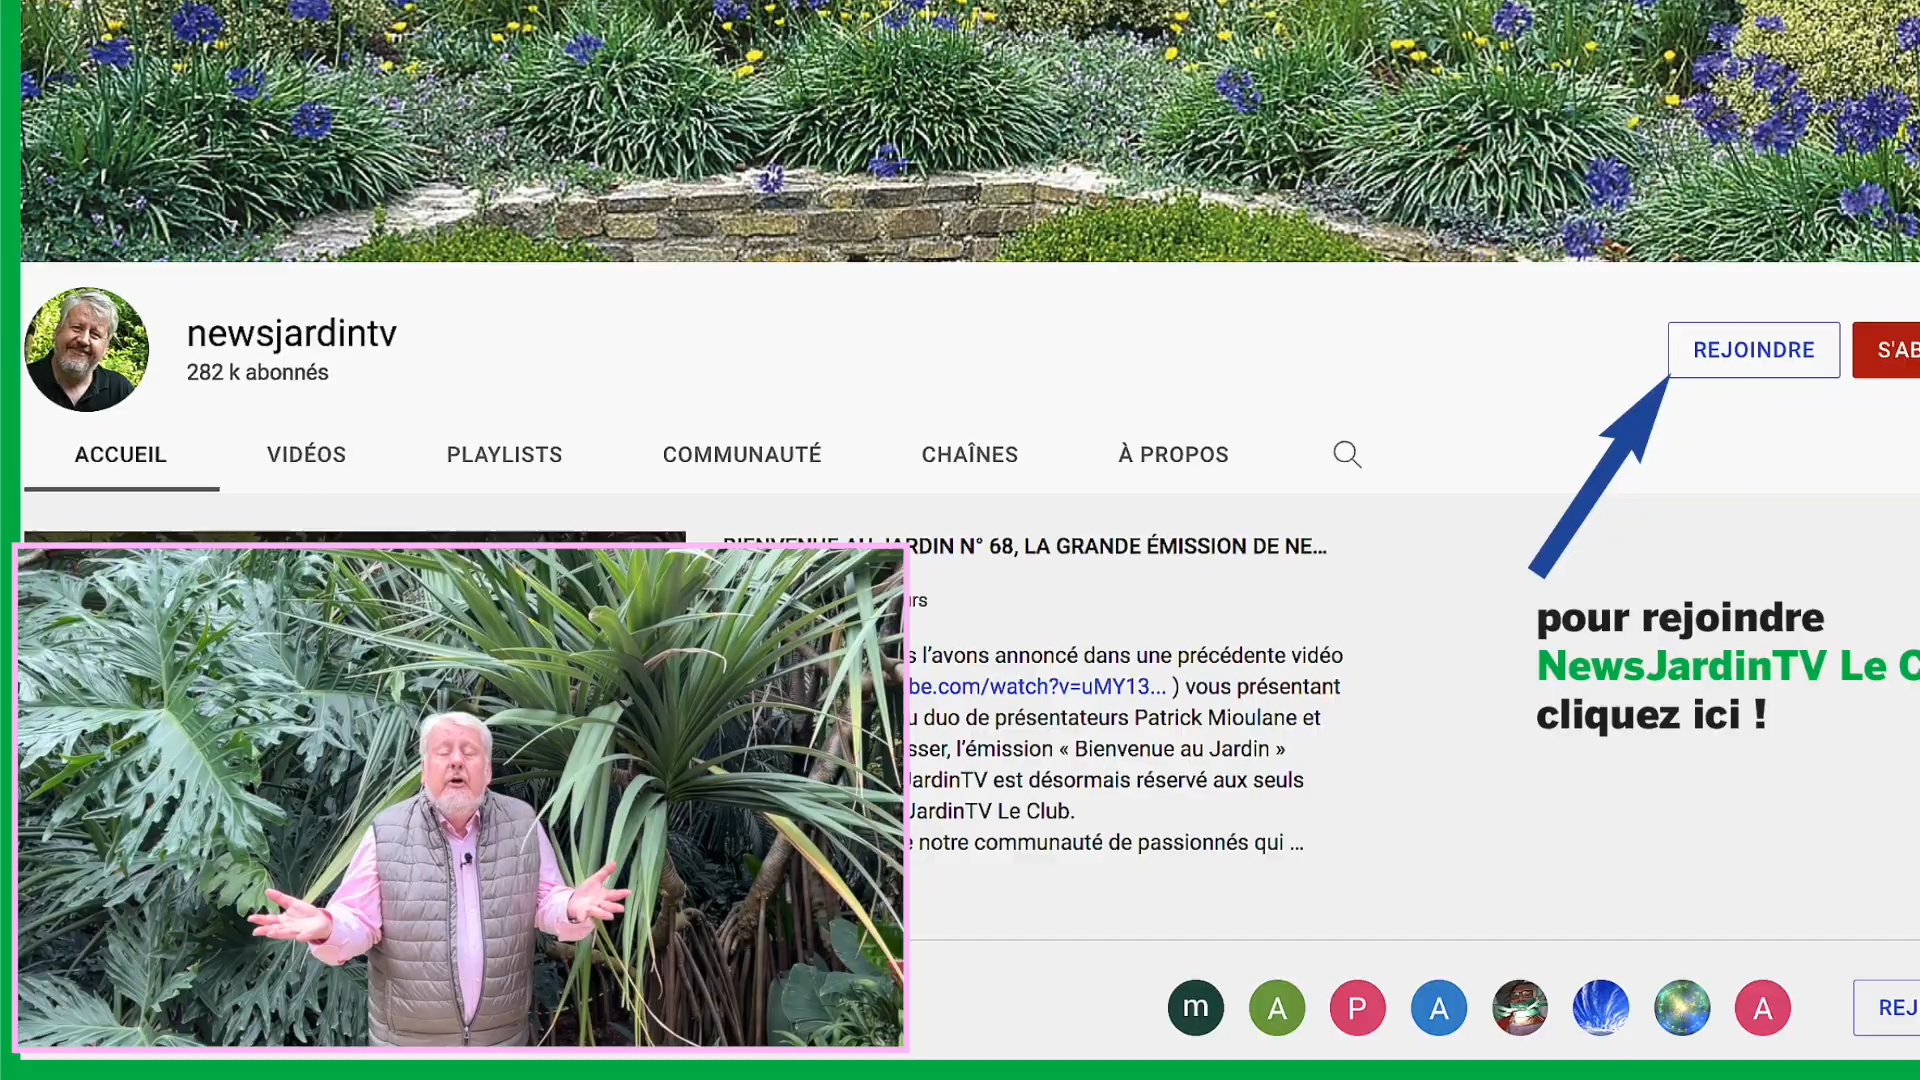 newsjardintv
282 k abonnés
REJOINDRE
ACCUEIL
VIDÉOS
PLAYLISTS
COMMUNAUTÉ
CHAÎNES
À PROPOS
BIENVENUE AU JARDIN N° 68, LA GRANDE ÉMISSION DE NE...
l’avons annoncé dans une précédente vidéo
be.com/watch?v=uMY13... ) vous présentant
duo de présentateurs Patrick Mioulane et
sser, l’émission « Bienvenue au Jardin »
JardinTV est désormais réservé aux seuls
JardinTV Le Club.
notre communauté de passionnés qui ...
pour rejoindre
NewsJardinTV Le
cliquez ici !
m
A
P
A
A